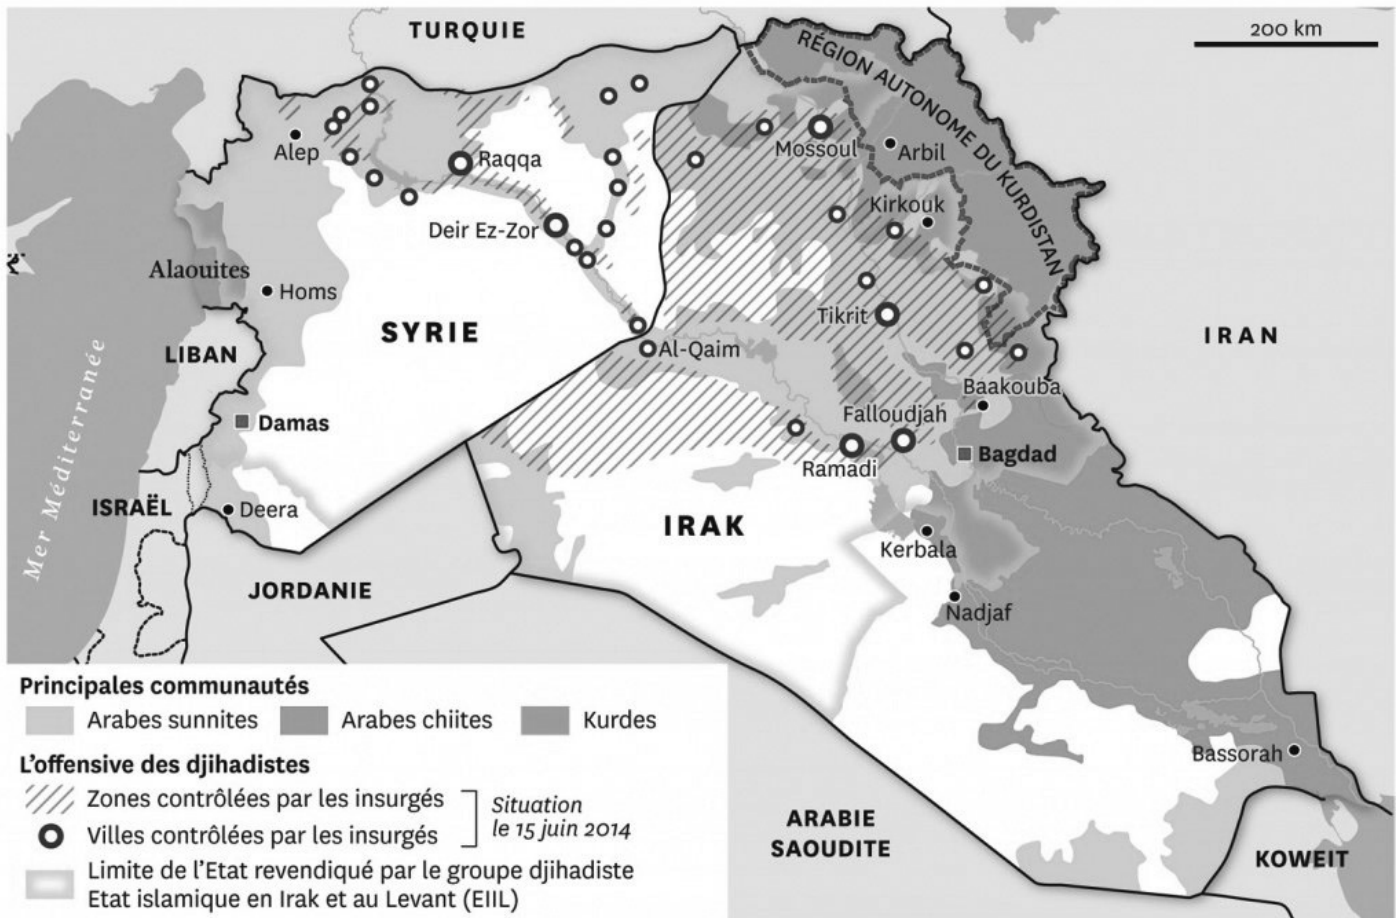 TURQUIE
200 km
RÉGION AUTONOME DU KURDISTAN
Alep
Raqqa
Mossoul
Arbil
Deir Ez-Zor
Kirkouk
Alaouites
Homs
SYRIE
Tikrit
IRAN
LIBAN
Al-Qaim
Mer Méditerranée
Baakouba
Damas
Falloudjah
Bagdad
Ramadi
ISRAËL
Deera
IRAK
Kerbala
JORDANIE
Nadjaf
Bassorah
ARABIE
SAOUDITE
KOWEIT
Principales communautés
Arabes sunnites
Arabes chiites
Kurdes
L'offensive des djihadistes
Zones contrôlées par les insurgés
Villes contrôlées par les insurgés
Situation
le 15 juin 2014
Limite de l'Etat revendiqué par le groupe djihadiste
Etat islamique en Irak et au Levant (EIIL)